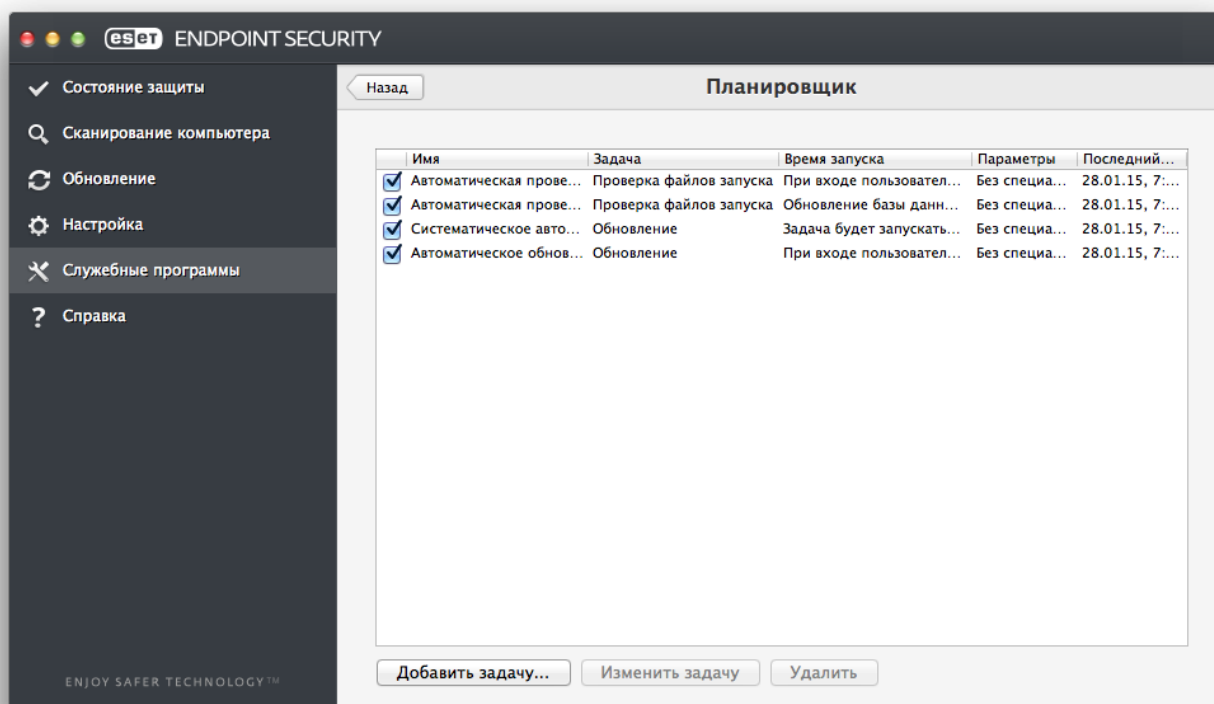 eset ENDPOINT SECURITY
Состояние защиты
Сканирование компьютера
Обновление
Настройка
Служебные программы
? Справка
ENJOY SAFER TECHNOLOGY™
Назад
Планировщик
Имя Задача Время запуска Параметры Последний...
Автоматическая прове... Проверка файлов запуска При входе пользовател... Без специа... 28.01.15, 7:...
Автоматическая прове... Проверка файлов запуска Обновление базы данн... Без специа... 28.01.15, 7:...
Систематическое авто... Обновление Задача будет запускать... Без специа... 28.01.15, 7:...
Автоматическое обнов... Обновление При входе пользовател... Без специа... 28.01.15, 7:...
Добавить задачу... Изменить задачу Удалить